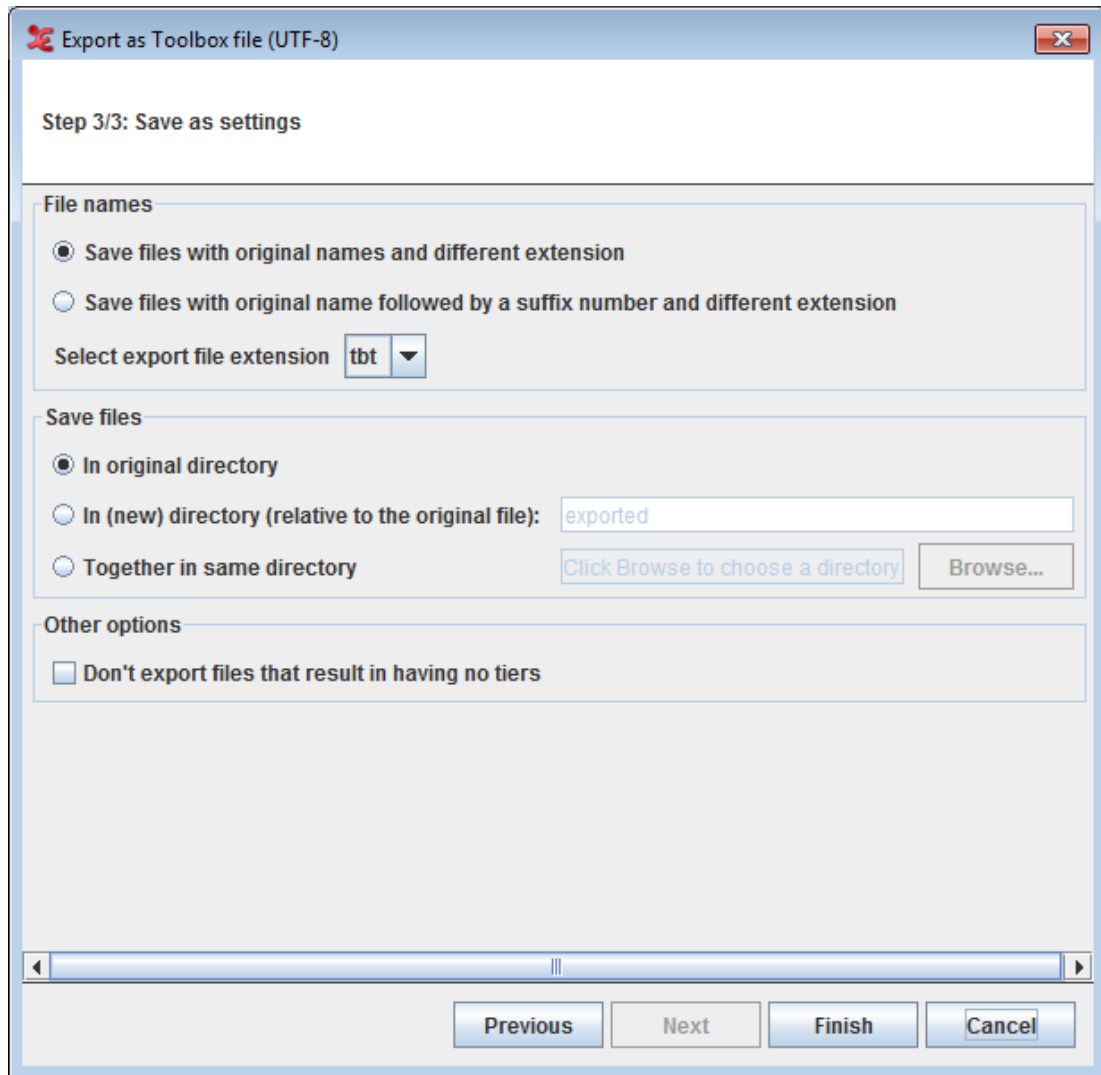 Export as Toolbox file (UTF-8)
Step 3/3: Save as settings
File names
Save files with original names and different extension
Save files with original name followed by a suffix number and different extension
Select export file extension tbt
Save files
In original directory
In (new) directory (relative to the original file): exported
Together in same directory Click Browse to choose a directory Browse...
Other options
Don't export files that result in having no tiers
Previous Next Finish Cancel